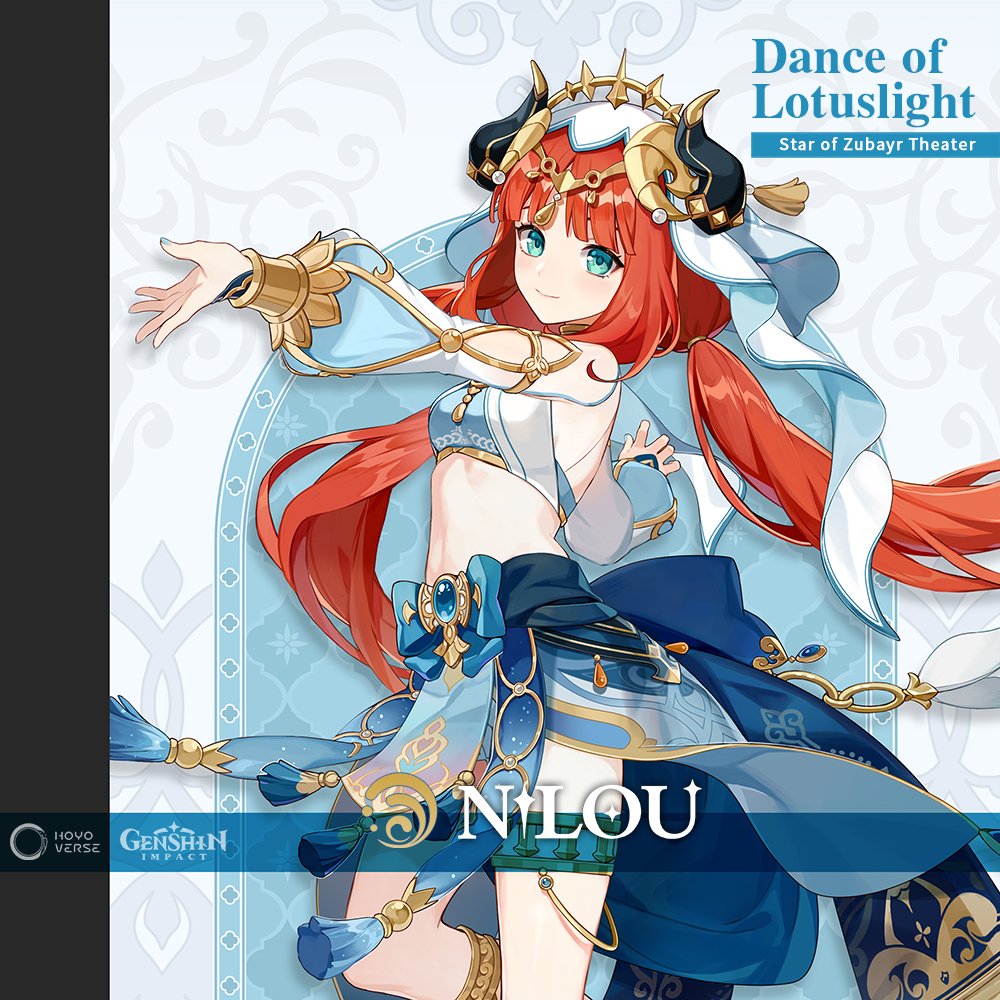 Dance of
Lotuslight
Star of Zubayr Theater
NILOU
HOYO
VERSE
GENSHIN
IMPACT